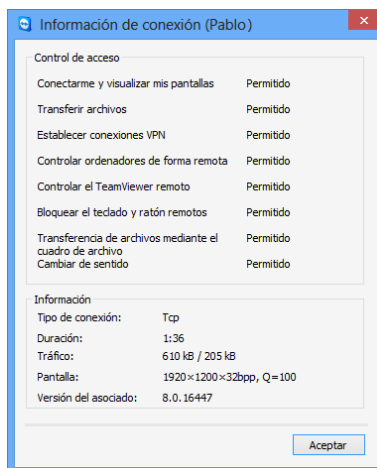 Información de conexión (Pablo)
Control de acceso
Conectarme y visualizar mis pantallas Permitido
Transferir archivos Permitido
Establecer conexiones VPN Permitido
Controlar ordenadores de forma remota Permitido
Controlar el TeamViewer remoto Permitido
Bloquear el teclado y ratón remotos Permitido
Transferencia de archivos mediante el Permitido
cuadro de archivo
Cambiar de sentido Permitido
Información
Tipo de conexión: Tcp
Duración: 1:36
Tráfico: 610 kB / 205 kB
Pantalla: 1920×1200×32bpp, Q=100
Versión del asociado: 8.0.16447
Aceptar